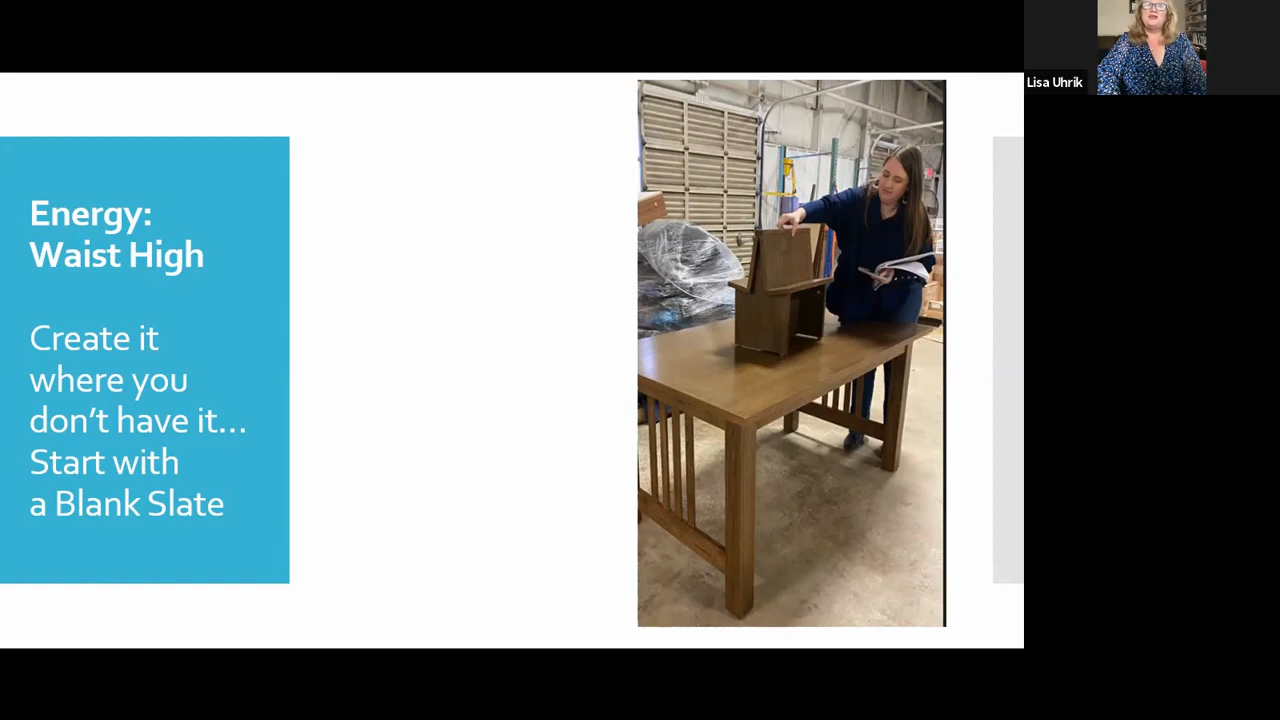 Energy:
Waist High
Create it
where you
don't have it...
Start with
a Blank Slate
Lisa Uhrik